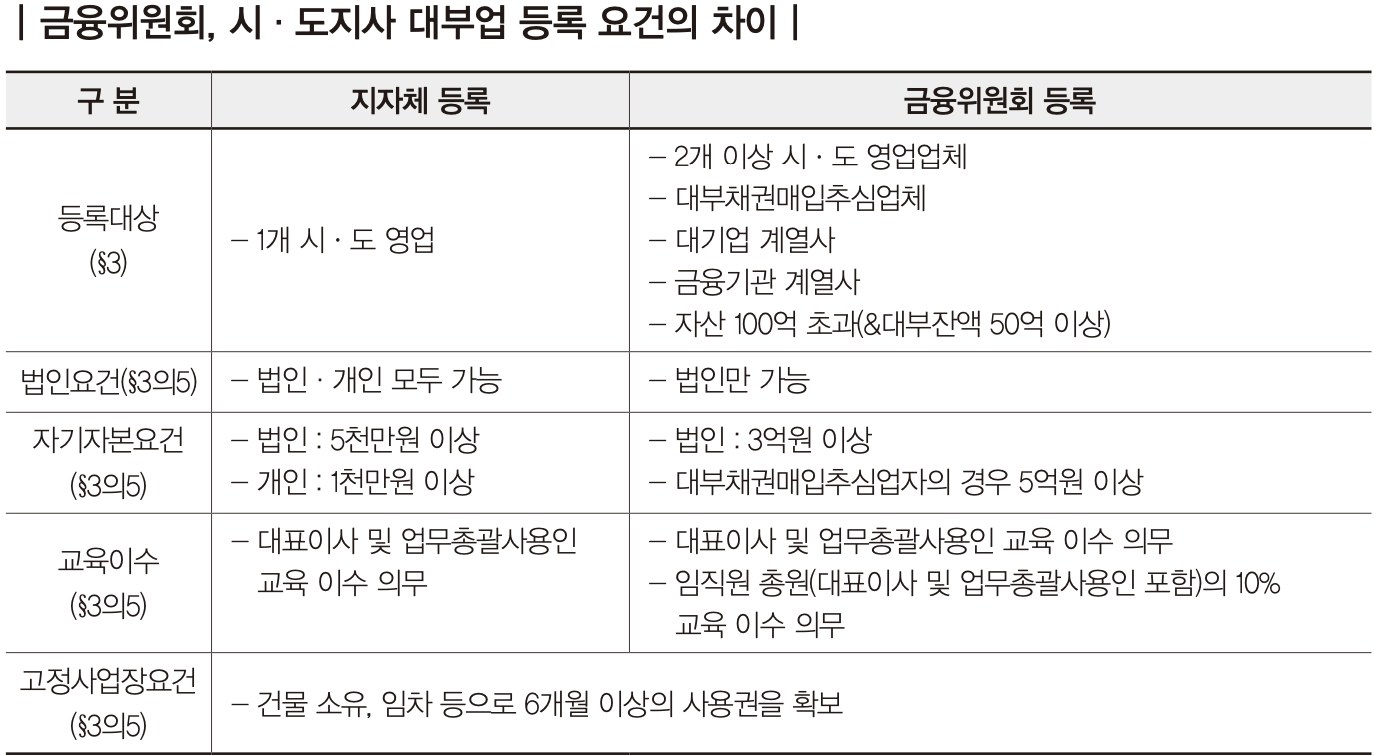 | 금융위원회, 시 · 도지사 대부업 등록 요건의 차이 |
구 분
지자체 등록
금융위원회 등록
등록대상
(§3)
– 1개 시 · 도 영업
– 2개 이상 시 · 도 영업업체
– 대부채권매입추심업체
– 대기업 계열사
– 금융기관 계열사
– 자산 100억 초과(&대부잔액 50억 이상)
법인요건(§3의5)
– 법인 · 개인 모두 가능
– 법인만 가능
자기자본요건
(§3의5)
– 법인 : 5천만원 이상
– 개인 : 1천만원 이상
– 법인 : 3억원 이상
– 대부채권매입추심업자의 경우 5억원 이상
교육이수
(§3의5)
– 대표이사 및 업무총괄사용인
교육 이수 의무
– 대표이사 및 업무총괄사용인 교육 이수 의무
– 임직원 총원(대표이사 및 업무총괄사용인 포함)의 10%
교육 이수 의무
고정사업장요건
(§3의5)
– 건물 소유, 임차 등으로 6개월 이상의 사용권을 확보